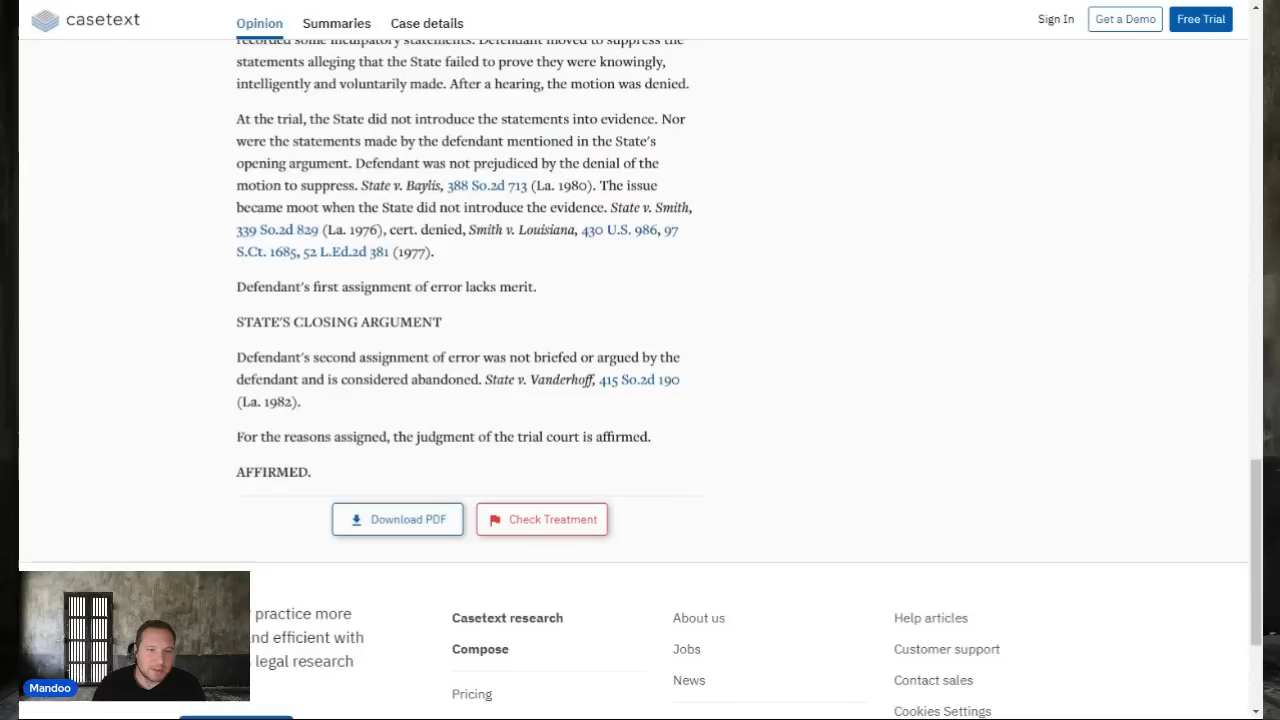 casetext
Opinion
Summaries
Case details
Sign In
Get a Demo
Free Trial
recorded some inculpatory statements. Defendant moved to suppress the
statements alleging that the State failed to prove they were knowingly,
intelligently and voluntarily made. After a hearing, the motion was denied.
At the trial, the State did not introduce the statements into evidence. Nor
were the statements made by the defendant mentioned in the State's
opening argument. Defendant was not prejudiced by the denial of the
motion to suppress. State v. Baylis, 388 So.2d 713 (La. 1980). The issue
became moot when the State did not introduce the evidence. State v. Smith,
339 So.2d 829 (La. 1976), cert. denied, Smith v. Louisiana, 430 U.S. 986, 97
S.Ct. 1685, 52 L.Ed.2d 381 (1977).
Defendant's first assignment of error lacks merit.
STATE'S CLOSING ARGUMENT
Defendant's second assignment of error was not briefed or argued by the
defendant and is considered abandoned. State v. Vanderhoff, 415 So.2d 190
(La. 1982).
For the reasons assigned, the judgment of the trial court is affirmed.
AFFIRMED.
Download PDF
Check Treatment
practice more
nd efficient with
legal research
Mandoo
Casetext research
Compose
Pricing
About us
Jobs
News
Help articles
Customer support
Contact sales
Cookies Settings